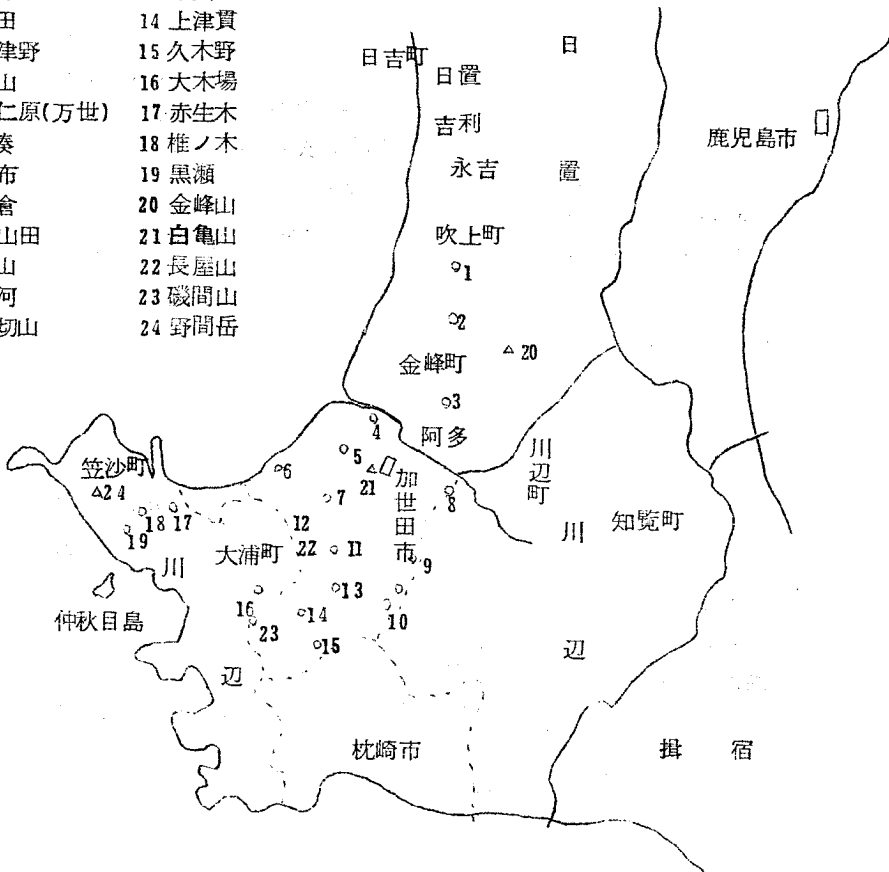 田 14 上津貫
津野 15 久木野
山 16 大木場
仁原(万世) 17 赤生木
湊 18 椎ノ木
布 19 黒瀬
倉 20 金峰山
山田 21 白亀山
山 22 長屋山
河 23 磯間山
切山 24 野間岳
日吉町
日置
吉利
永吉
日
置
鹿児島市
吹上町
1
2
金峰町
20
3
4
阿多
5
6
21
加世田市
7
8
川辺町
笠沙町
24
18
17
19
12
22
11
大浦町
9
13
10
14
16
23
15
川
辺
川
辺
知覧町
仲秋目島
枕崎市
揖宿